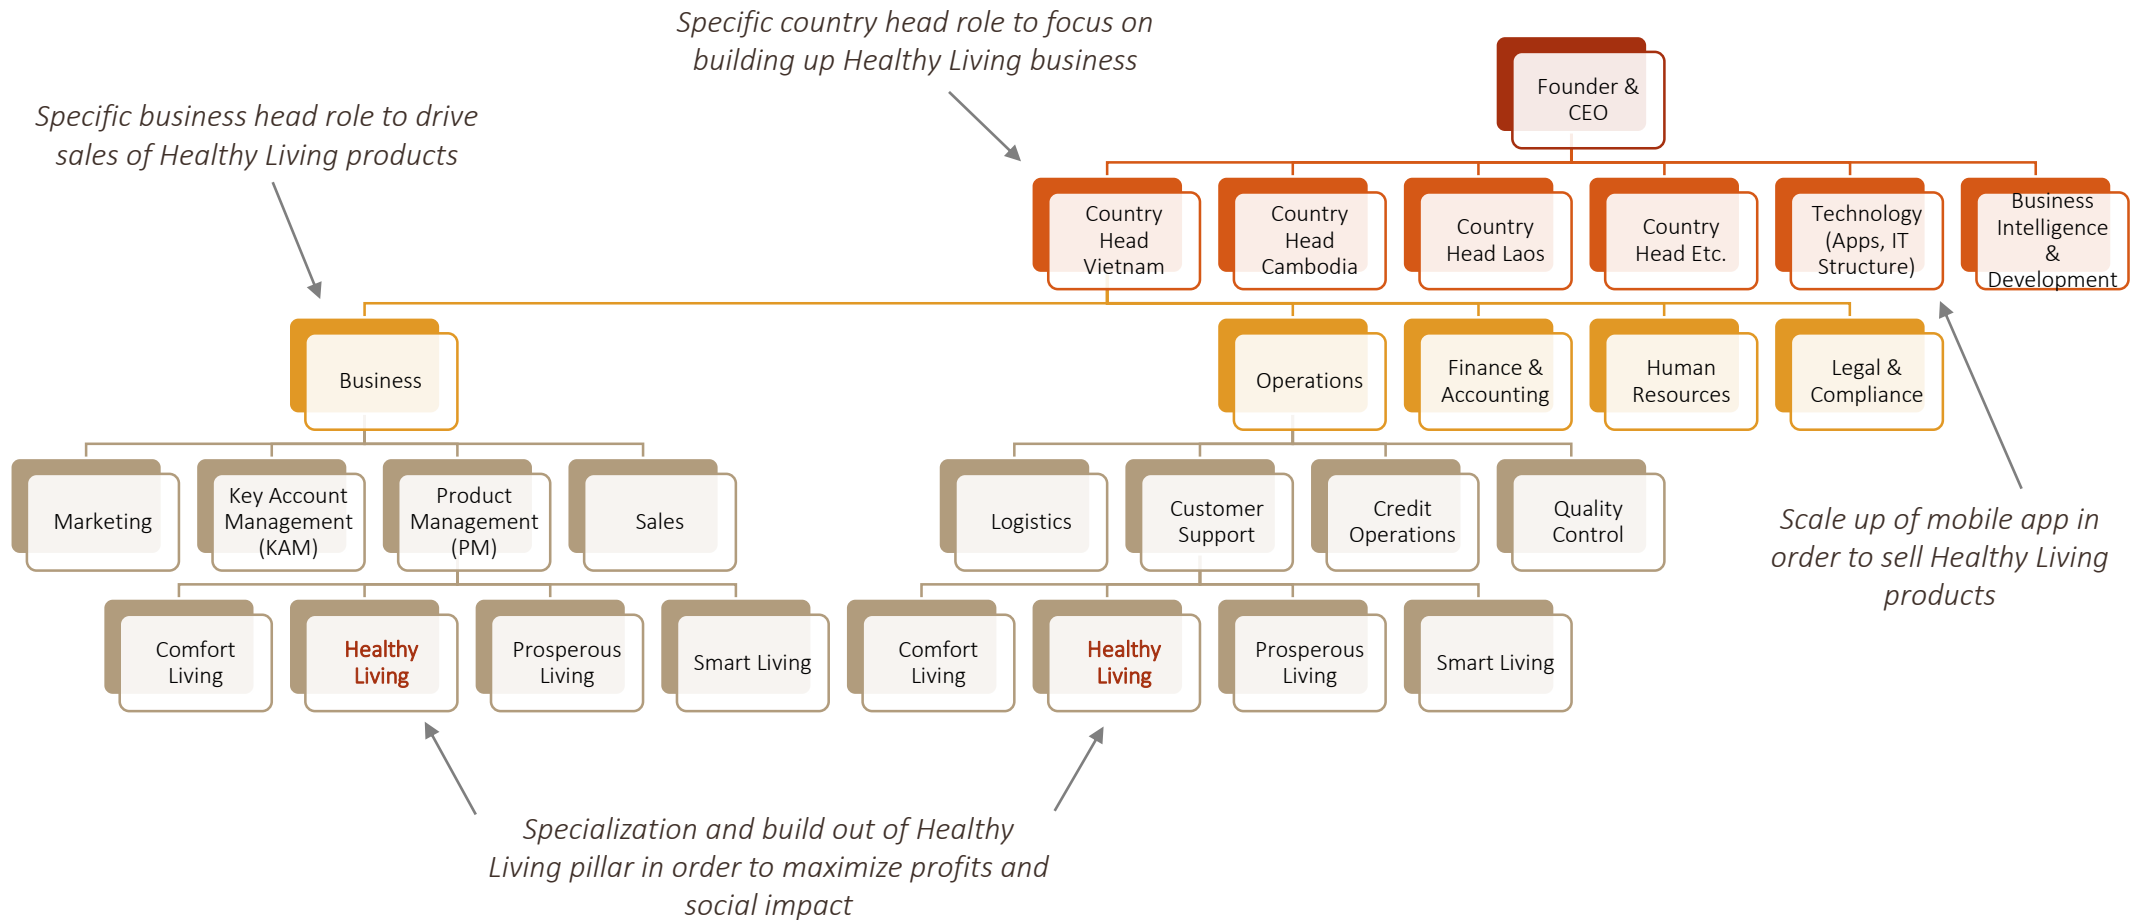 Specific country head role to focus on
building up Healthy Living business
Founder &
CEO
Specific business head role to drive
sales of Healthy Living products
Country
Head
Vietnam
Country
Head
Cambodia
Country
Head Laos
Country
Head Etc.
Technology
(Apps, IT
Structure)
Business
Intelligence
&
Development
Business
Operations
Finance &
Accounting
Human
Resources
Legal &
Compliance
Marketing
Key Account
Management
(KAM)
Product
Management
(PM)
Sales
Logistics
Customer
Support
Credit
Operations
Quality
Control
Scale up of mobile app in
order to sell Healthy Living
products
Comfort
Living
Healthy
Living
Prosperous
Living
Smart Living
Comfort
Living
Healthy
Living
Prosperous
Living
Smart Living
Specialization and build out of Healthy
Living pillar in order to maximize profits and
social impact